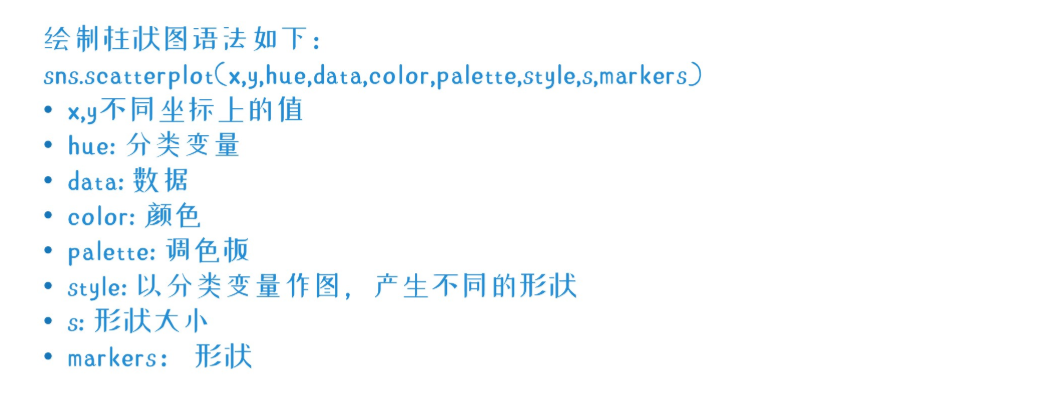 绘制柱状图语法如下：
sns.scatterplot(x,y,hue,data,color,palette,style,s,markers)
• x,y不同坐标上的值
• hue: 分类变量
• data: 数据
• color: 颜色
• palette: 调色板
• style: 以分类变量作图，产生不同的形状
• s: 形状大小
• markers： 形状